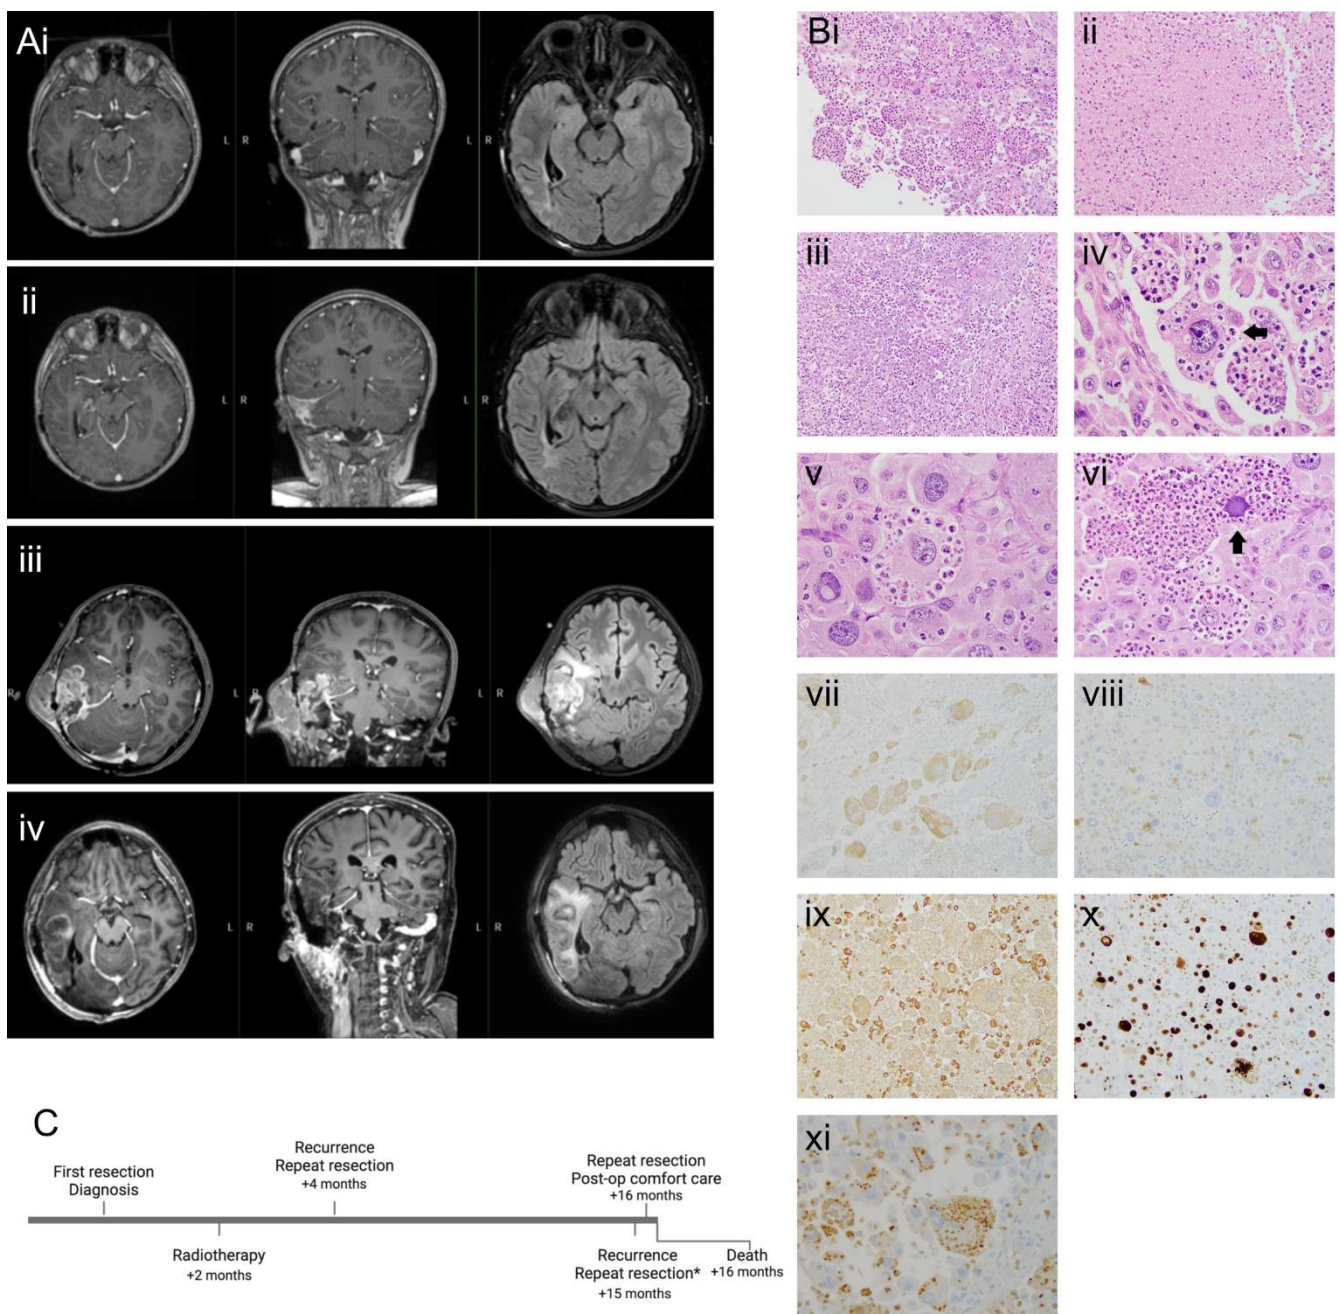 Ai
R
L
R
L
R
L
ii
R
L
R
L
R
L
iii
R
L
R
L
R
L
iv
R
L
R
L
R
L
Bi
ii
iii
iv
v
vi
vii
viii
ix
x
xi
C
First resection
Diagnosis
Radiotherapy
+2 months
Recurrence
Repeat resection
+4 months
Repeat resection
Post-op comfort care
+16 months
Recurrence
Repeat resection*
+15 months
Death
+16 months